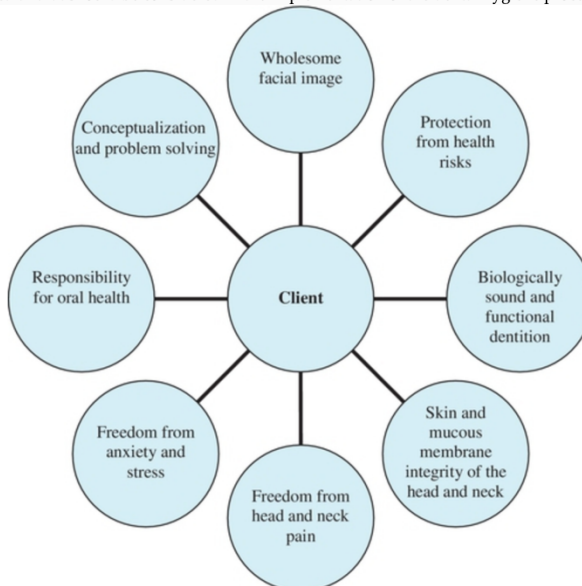 Wholesome
facial image
Protection
from health
risks
Biologically
sound and
functional
dentition
Skin and
mucous
membrane
integrity of the
head and neck
Freedom from
head and neck
pain
Freedom from
anxiety and
stress
Responsibility
for oral health
Conceptualization
and problem solving
Client